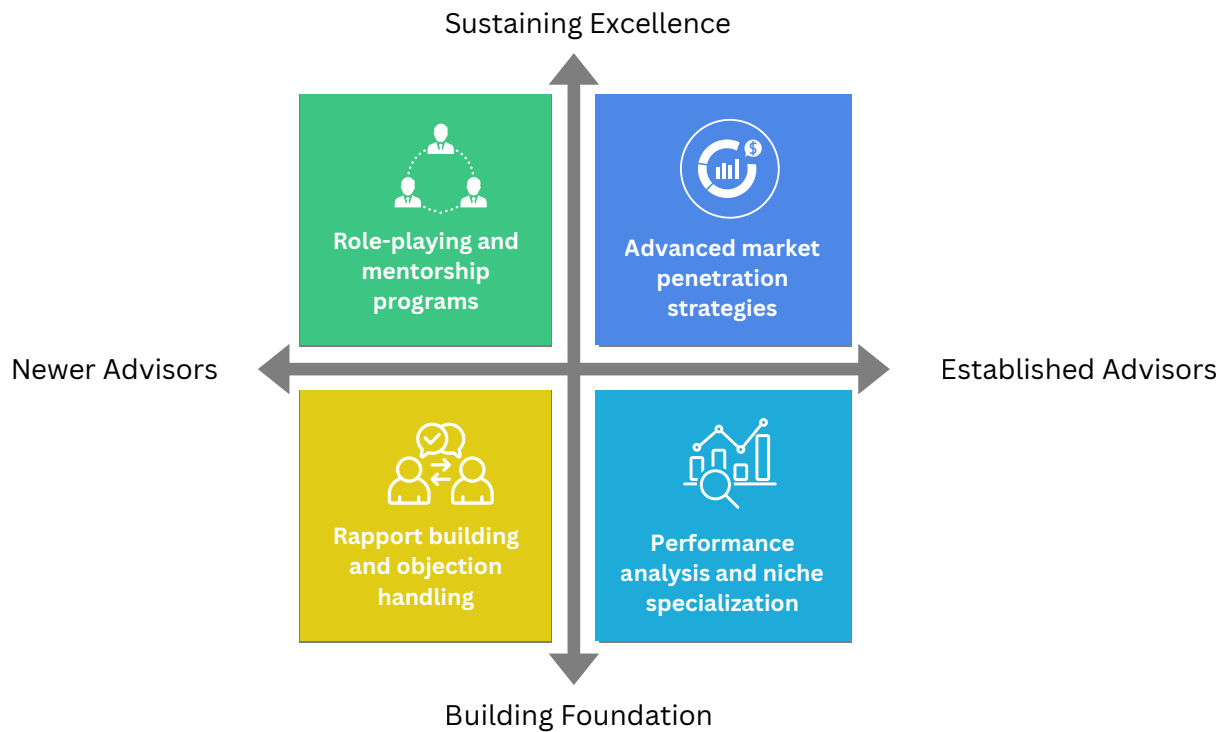 Sustaining Excellence
$
Role-playing and
mentorship
programs
Advanced market
penetration
strategies
Newer Advisors
Established Advisors
Rapport building
and objection
handling
Performance
analysis and niche
specialization
Building Foundation